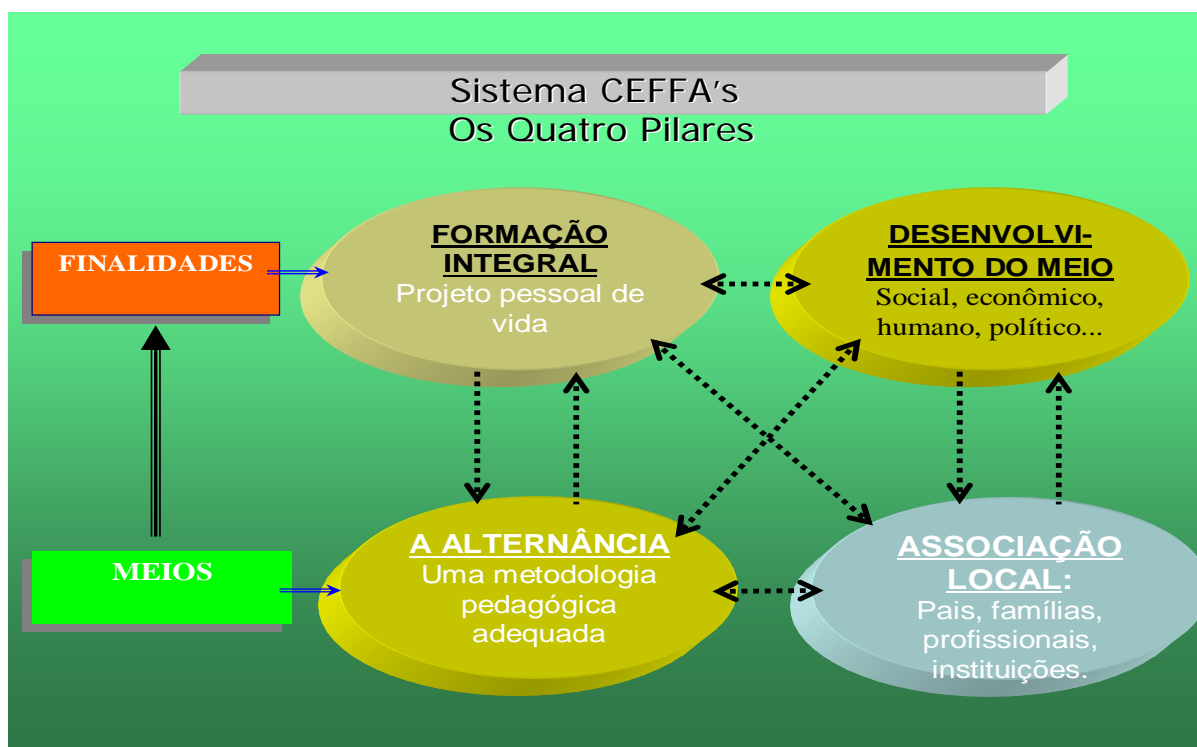 Sistema CEFFA's
Os Quatro Pilares
FINALIDADES
FORMAÇÃO
INTEGRAL
Projeto pessoal de
vida
DESENVOLVI-
MENTO DO MEIO
Social, econômico,
humano, político...
MEIOS
A ALTERNÂNCIA
Uma metodologia
pedagógica
adequada
ASSOCIAÇÃO
LOCAL:
Pais, famílias,
profissionais,
instituições.